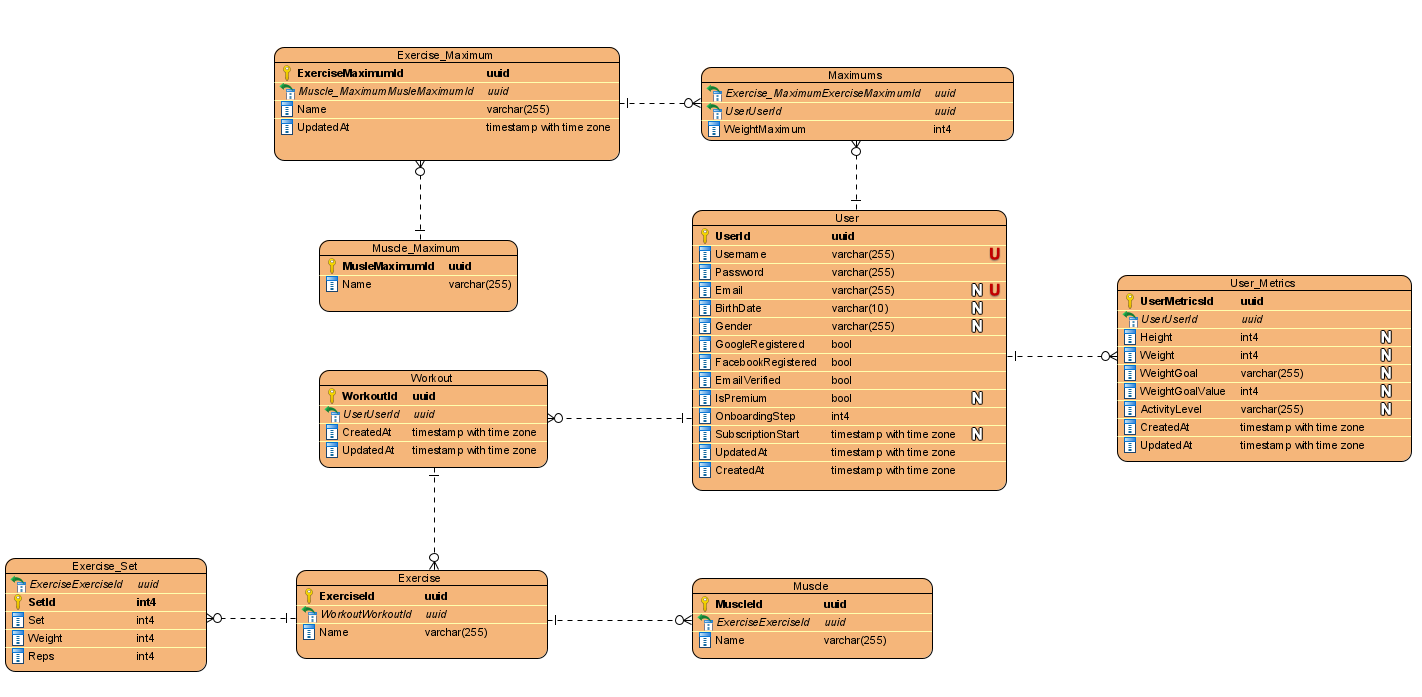 Exercise_Maximum
ExerciseMaximumId uuid
Muscle_MaximumMusleMaximumId uuid
Name varchar(255)
UpdatedAt timestamp with time zone
Maximums
Exercise_MaximumExerciseMaximumId uuid
UserUserId uuid
WeightMaximum int4
Muscle_Maximum
MusleMaximumId uuid
Name varchar(255)
User
UserId uuid
Username varchar(255) U
Password varchar(255)
Email varchar(255) N U
BirthDate varchar(10) N
Gender varchar(255) N
GoogleRegistered bool
FacebookRegistered bool
EmailVerified bool
IsPremium bool N
OnboardingStep int4
SubscriptionStart timestamp with time zone N
UpdatedAt timestamp with time zone
CreatedAt timestamp with time zone
User_Metrics
UserMetricsId uuid
UserUserId uuid
Height int4 N
Weight int4 N
WeightGoal varchar(255) N
WeightGoalValue int4 N
ActivityLevel varchar(255) N
CreatedAt timestamp with time zone
UpdatedAt timestamp with time zone
Workout
WorkoutId uuid
UserUserId uuid
CreatedAt timestamp with time zone
UpdatedAt timestamp with time zone
Exercise_Set
ExerciseExerciseId uuid
SetId int4
Set int4
Weight int4
Reps int4
Exercise
ExerciseId uuid
WorkoutWorkoutId uuid
Name varchar(255)
Muscle
MuscleId uuid
ExerciseExerciseId uuid
Name varchar(255)